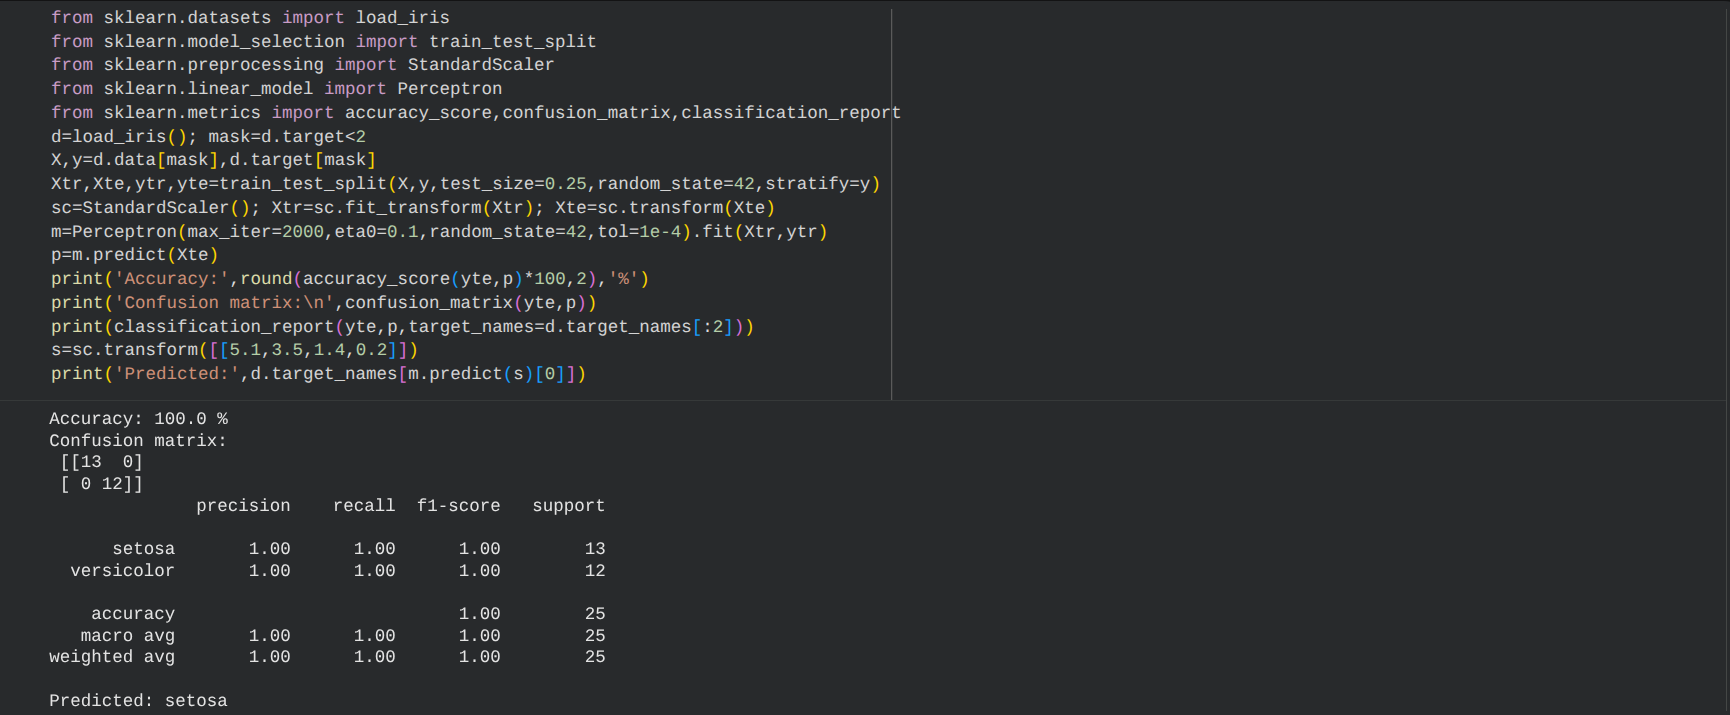 from sklearn.datasets import load_iris
from sklearn.model_selection import train_test_split
from sklearn.preprocessing import StandardScaler
from sklearn.linear_model import Perceptron
from sklearn.metrics import accuracy_score,confusion_matrix,classification_report
d=load_iris(); mask=d.target<2
X,y=d.data[mask],d.target[mask]
Xtr,Xte,ytr,yte=train_test_split(X,y,test_size=0.25,random_state=42,stratify=y)
sc=StandardScaler(); Xtr=sc.fit_transform(Xtr); Xte=sc.transform(Xte)
m=Perceptron(max_iter=2000,eta0=0.1,random_state=42,tol=1e-4).fit(Xtr,ytr)
p=m.predict(Xte)
print('Accuracy:',round(accuracy_score(yte,p)*100,2),'%')
print('Confusion matrix:\n',confusion_matrix(yte,p))
print(classification_report(yte,p,target_names=d.target_names[:2]))
s=sc.transform([[5.1,3.5,1.4,0.2]])
print('Predicted:',d.target_names[m.predict(s)[0]])
Accuracy: 100.0 %
Confusion matrix:
 [[13  0]
 [ 0 12]]
              precision    recall  f1-score   support
      setosa       1.00      1.00      1.00        13
  versicolor       1.00      1.00      1.00        12
    accuracy                           1.00        25
   macro avg       1.00      1.00      1.00        25
weighted avg       1.00      1.00      1.00        25
Predicted: setosa